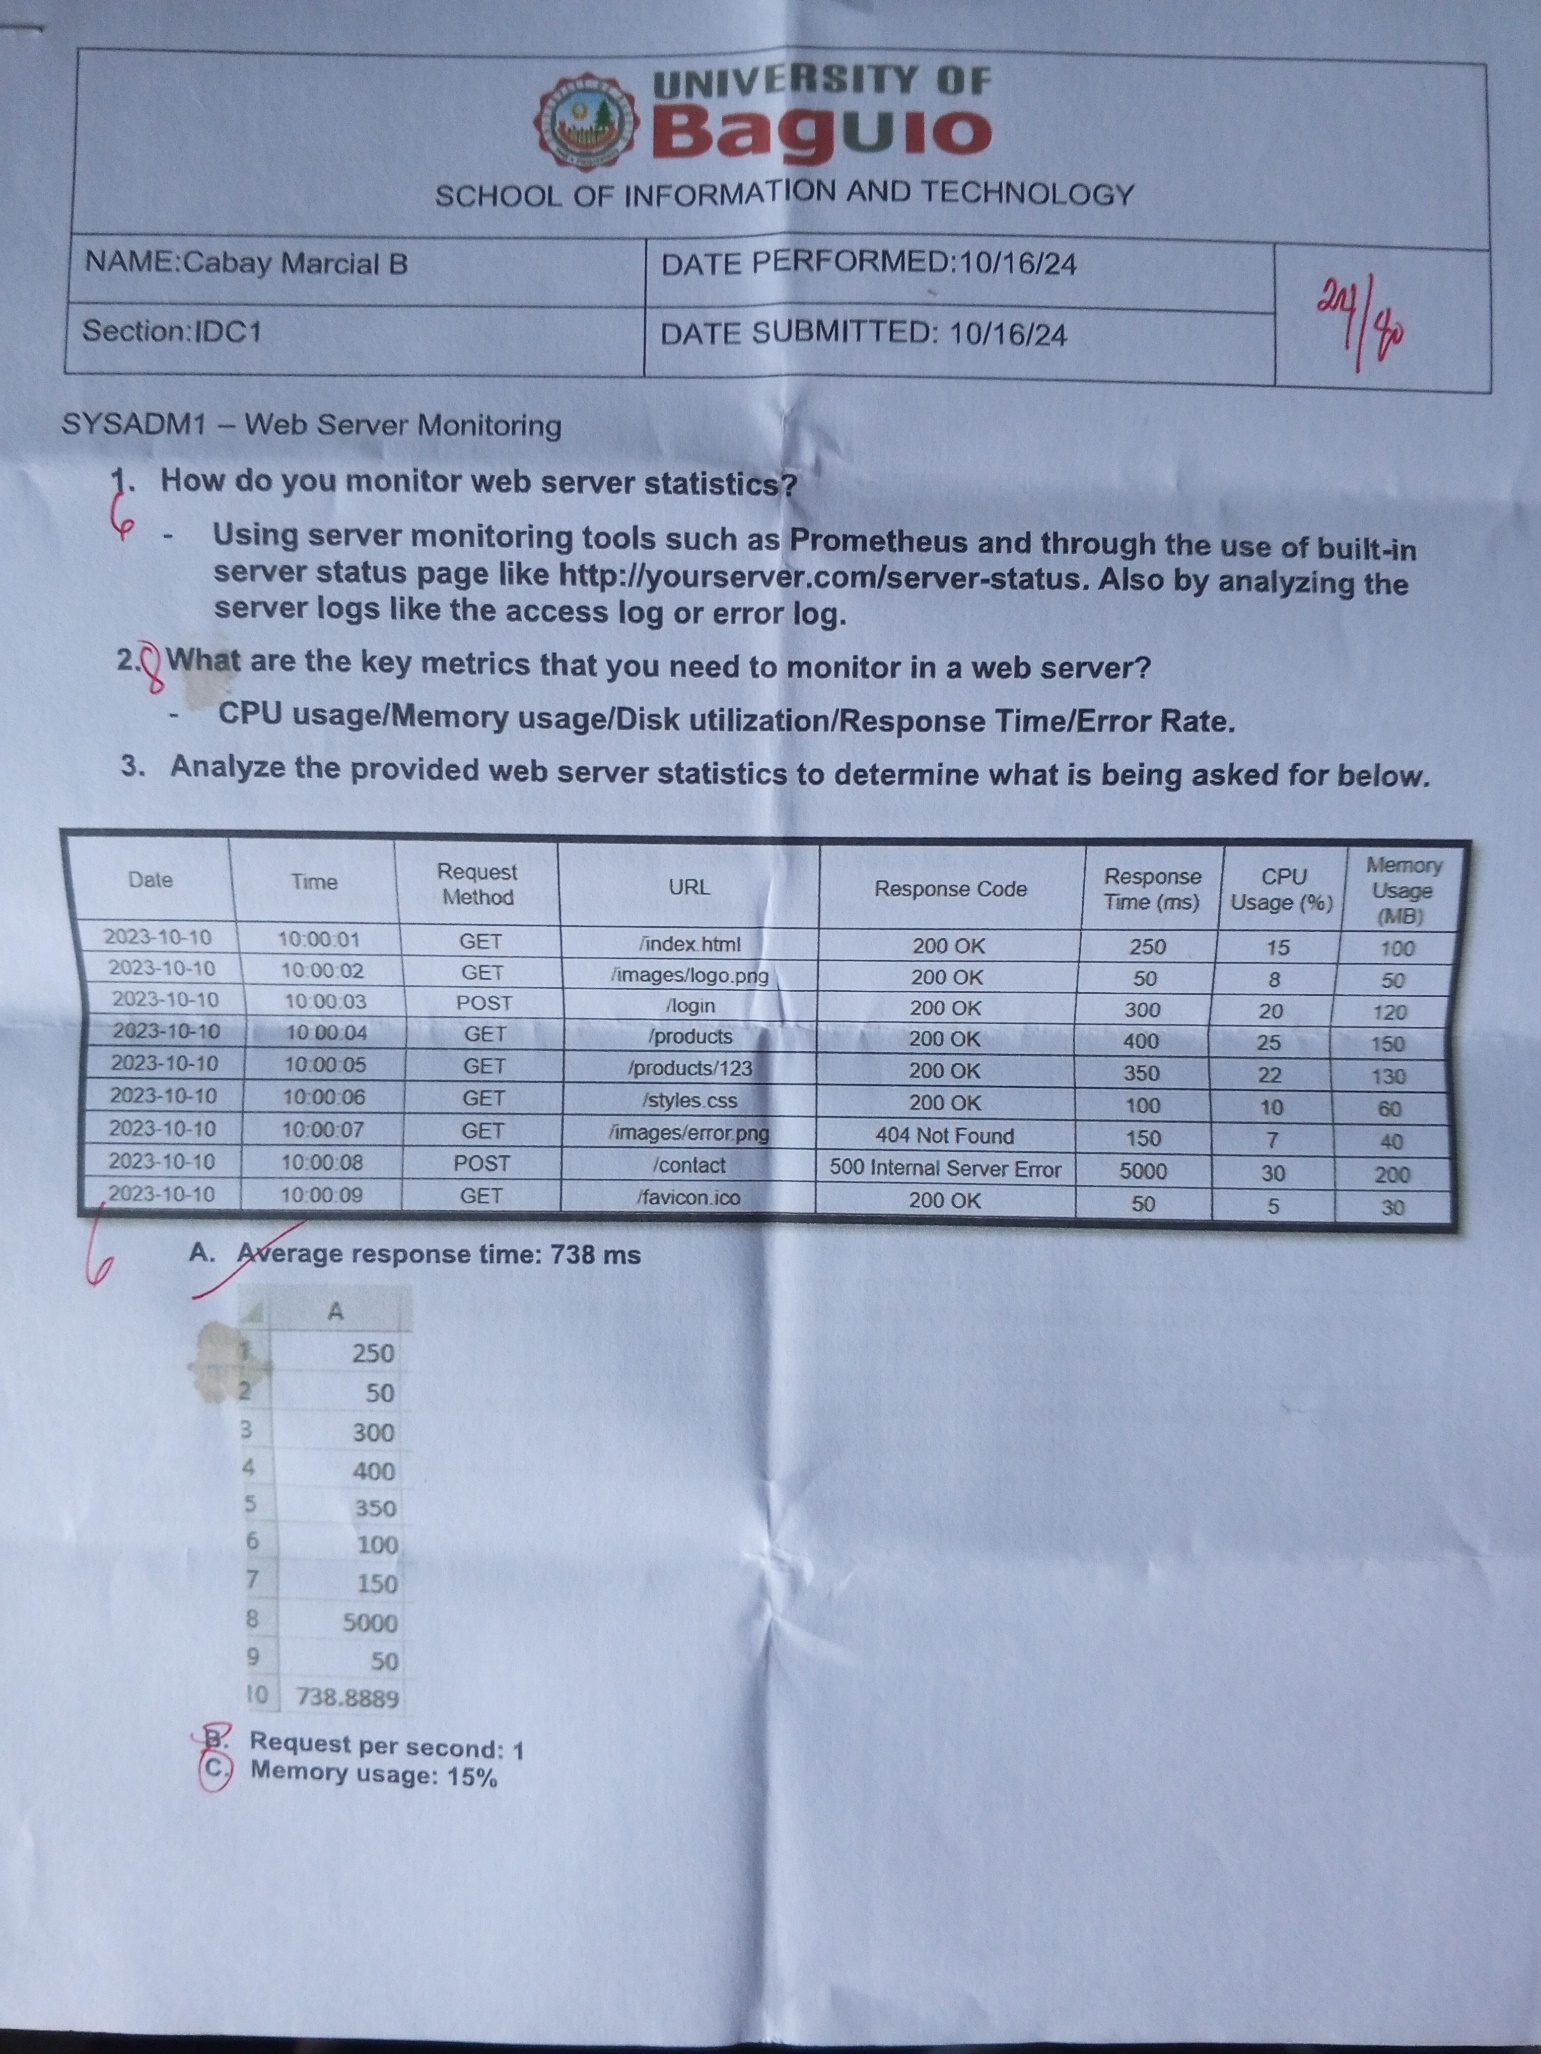 UNIVERSITY OF
Baguio
SCHOOL OF INFORMATION AND TECHNOLOGY
NAME:Cabay Marcial B
DATE PERFORMED:10/16/24
24/40
Section:IDC1
DATE SUBMITTED: 10/16/24
SYSADM1 – Web Server Monitoring
1. How do you monitor web server statistics?
6
- Using server monitoring tools such as Prometheus and through the use of built-in
server status page like http://yourserver.com/server-status. Also by analyzing the
server logs like the access log or error log.
2. 8 What are the key metrics that you need to monitor in a web server?
- CPU usage/Memory usage/Disk utilization/Response Time/Error Rate.
3. Analyze the provided web server statistics to determine what is being asked for below.
Date Time Request Method URL Response Code Response Time (ms) CPU Usage (%) Memory Usage (MB)
2023-10-10 10:00:01 GET /index.html 200 OK 250 15 100
2023-10-10 10:00:02 GET /images/logo.png 200 OK 50 8 50
2023-10-10 10:00:03 POST /login 200 OK 300 20 120
2023-10-10 10:00:04 GET /products 200 OK 400 25 150
2023-10-10 10:00:05 GET /products/123 200 OK 350 22 130
2023-10-10 10:00:06 GET /styles.css 200 OK 100 10 60
2023-10-10 10:00:07 GET /images/error.png 404 Not Found 150 7 40
2023-10-10 10:00:08 POST /contact 500 Internal Server Error 5000 30 200
2023-10-10 10:00:09 GET /favicon.ico 200 OK 50 5 30
6
A. Average response time: 738 ms
A
1 250
2 50
3 300
4 400
5 350
6 100
7 150
8 5000
9 50
10 738.8889
B. Request per second: 1
C. Memory usage: 15%